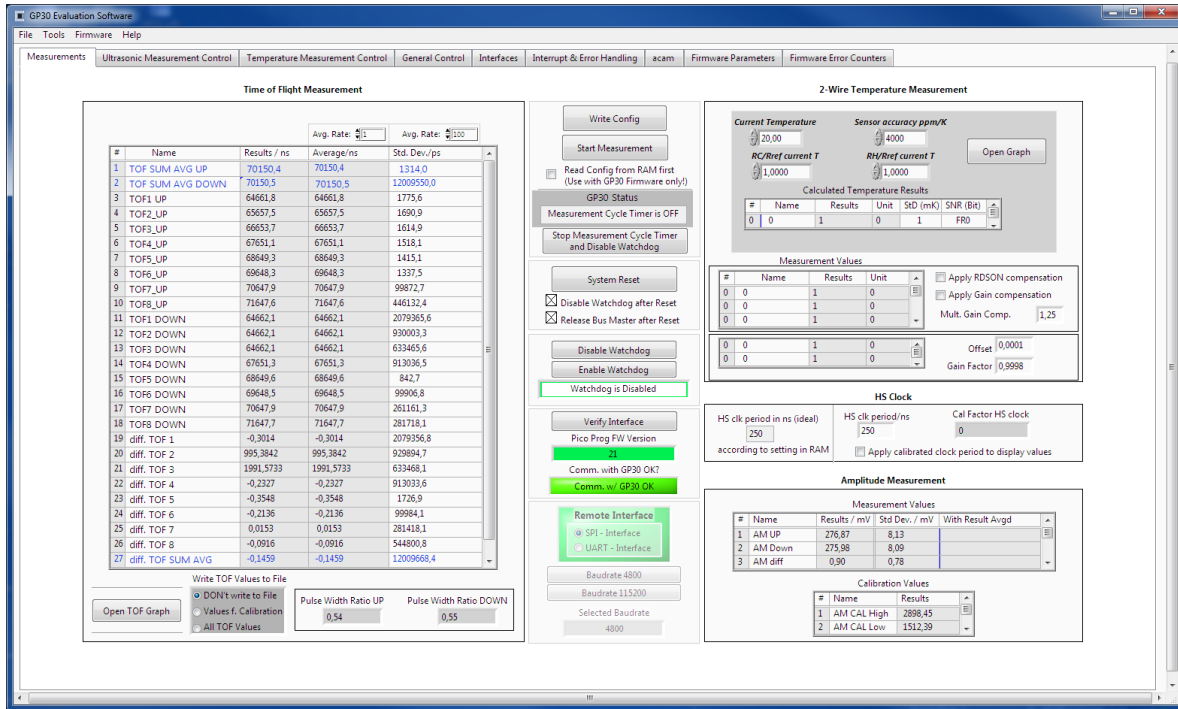 GP30 Evaluation Software
File Tools Firmware Help
Measurements Ultrasonic Measurement Control Temperature Measurement Control General Control Interfaces Interrupt & Error Handling acam Firmware Parameters Firmware Error Counters
Time of Flight Measurement
Avg. Rate: 1 Avg. Rate: 100
# Name Results / ns Average/ns Std. Dev./ps
1 TOF SUM AVG UP 70150,4 70150,4 1314,0
2 TOF SUM AVG DOWN 70150,5 70150,5 12009550,0
3 TOF1 UP 64661,8 64661,8 1775,6
4 TOF2_UP 65657,5 65657,5 1690,9
5 TOF3_UP 66653,7 66653,7 1614,9
6 TOF4_UP 67651,1 67651,1 1518,1
7 TOF5_UP 68649,3 68649,3 1415,1
8 TOF6_UP 69648,3 69648,3 1337,5
9 TOF7_UP 70647,9 70647,9 99872,7
10 TOF8_UP 71647,6 71647,6 446132,4
11 TOF1 DOWN 64662,1 64662,1 2079365,6
12 TOF2 DOWN 64662,1 64662,1 930003,3
13 TOF3 DOWN 64662,1 64662,1 633465,6
14 TOF4 DOWN 67651,3 67651,3 913036,5
15 TOF5 DOWN 68649,6 68649,6 842,7
16 TOF6 DOWN 69648,5 69648,5 99906,8
17 TOF7 DOWN 70647,9 70647,9 261161,3
18 TOF8 DOWN 71647,7 71647,7 281718,1
19 diff. TOF 1 -0,3014 -0,3014 2079356,8
20 diff. TOF 2 995,3842 995,3842 929894,7
21 diff. TOF 3 1991,5733 1991,5733 633468,1
22 diff. TOF 4 -0,2327 -0,2327 913033,6
23 diff. TOF 5 -0,3548 -0,3548 1726,9
24 diff. TOF 6 -0,2136 -0,2136 99984,1
25 diff. TOF 7 0,0153 0,0153 281418,1
26 diff. TOF 8 -0,0916 -0,0916 544800,8
27 diff. TOF SUM AVG -0,1459 -0,1459 12009668,4
Write TOF Values to File
Open TOF Graph
DON't write to File
Values f. Calibration
All TOF Values
Pulse Width Ratio UP Pulse Width Ratio DOWN
0,54 0,55
Write Config
Start Measurement
Read Config from RAM first
(Use with GP30 Firmware only!)
GP30 Status
Measurement Cycle Timer is OFF
Stop Measurement Cycle Timer
and Disable Watchdog
System Reset
Disable Watchdog after Reset
Release Bus Master after Reset
Disable Watchdog
Enable Watchdog
Watchdog is Disabled
Verify Interface
Pico Prog FW Version
21
Comm. with GP30 OK?
Comm. w/ GP30 OK
Remote Interface
SPI - Interface
UART - Interface
Baudrate 4800
Baudrate 115200
Selected Baudrate
4800
2-Wire Temperature Measurement
Current Temperature Sensor accuracy ppm/K
20,00 4000
RC/Rref current T RH/Rref current T
1,0000 1,0000
Open Graph
Calculated Temperature Results
# Name Results Unit StD (mK) SNR (Bit)
0 0 1 0 1 FR0
Measurement Values
# Name Results Unit
0 0 1 0
0 0 1 0
0 0 1 0
Apply RDSON compensation
Apply Gain compensation
Mult. Gain Comp. 1,25
0 0 1 0
0 0 1 0
Offset 0,0001
Gain Factor 0,9998
HS Clock
HS clk period in ns (ideal) HS clk period/ns Cal Factor HS clock
250 250 0
according to setting in RAM Apply calibrated clock period to display values
Amplitude Measurement
Measurement Values
# Name Results / mV Std Dev. / mV With Result Avgd
1 AM UP 276,87 8,13
2 AM Down 275,98 8,09
3 AM diff 0,90 0,78
Calibration Values
# Name Results
1 AM CAL High 2898,45
2 AM CAL Low 1512,39